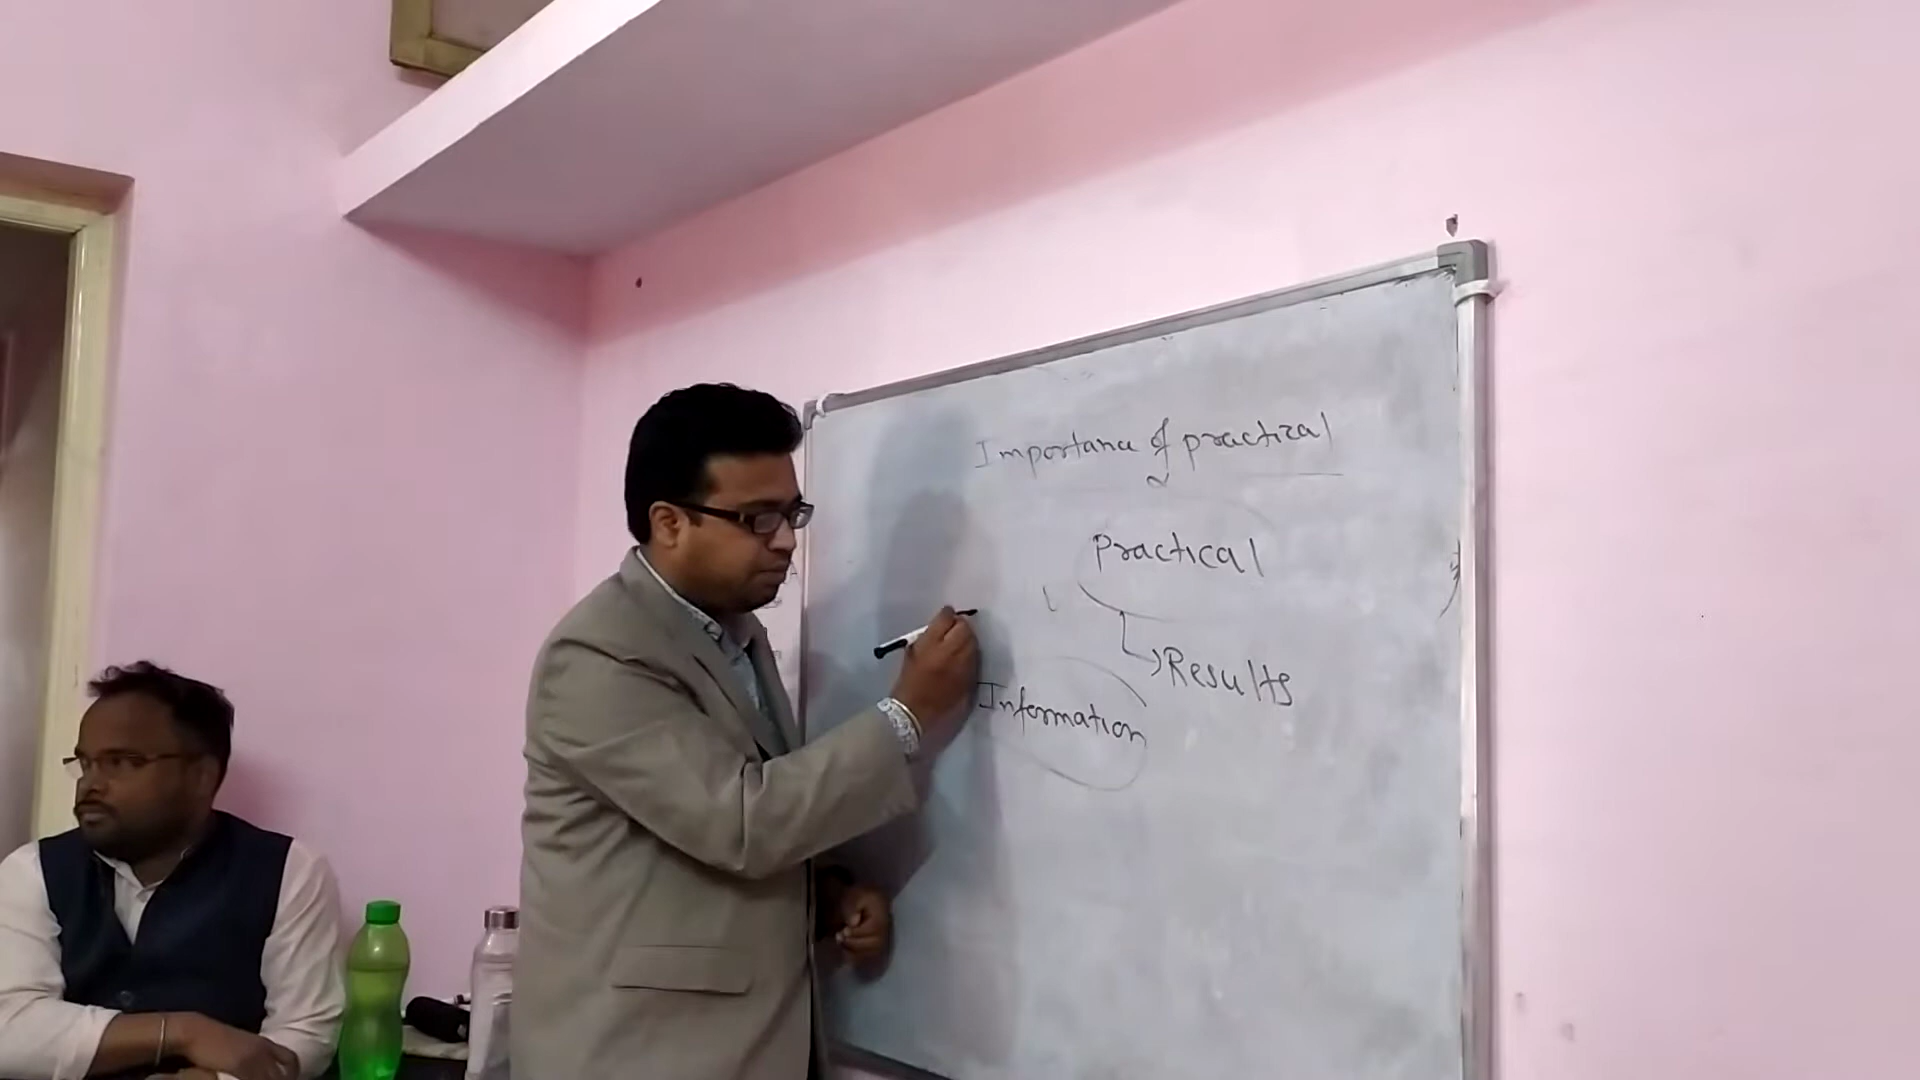 Importance of practical
Practical
Results
Information